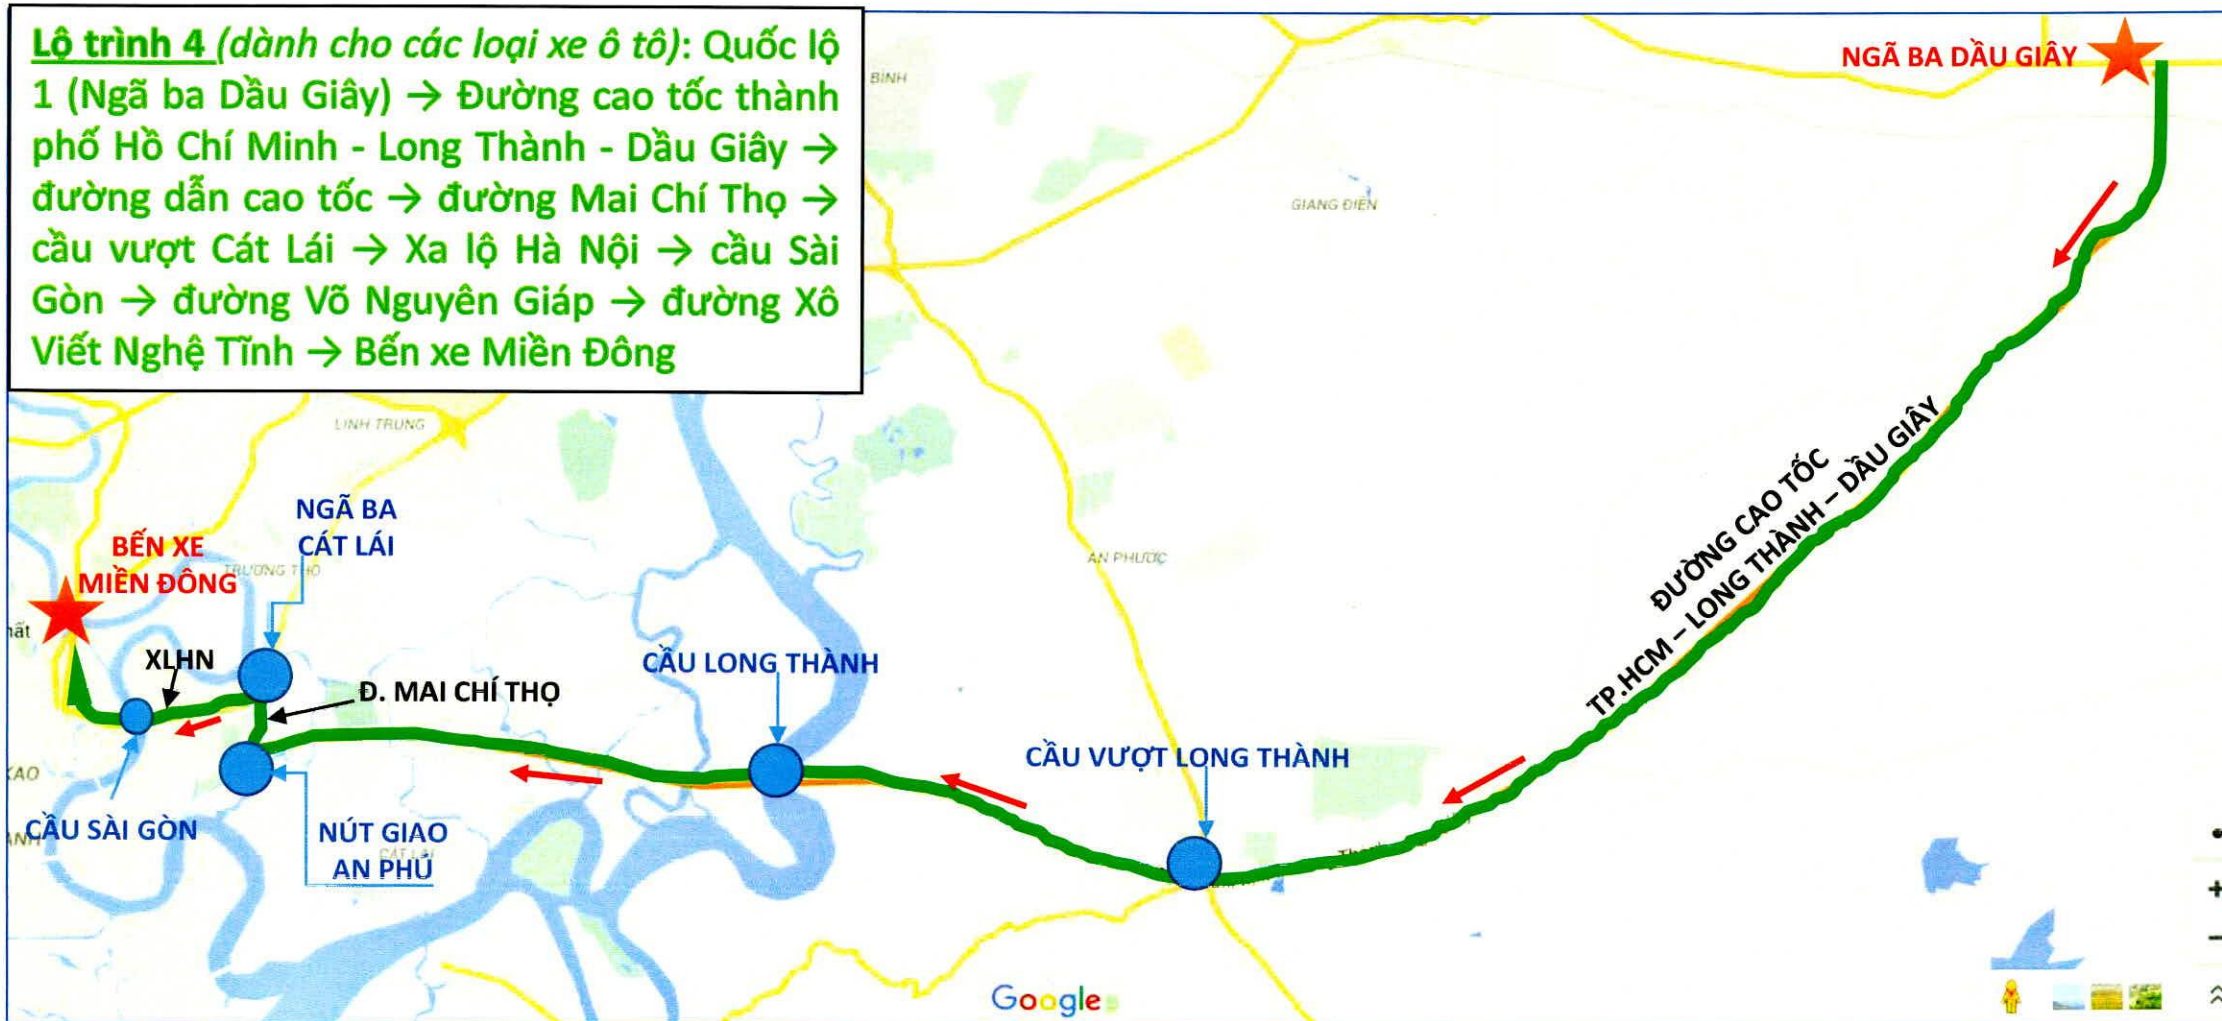 Lộ trình 4 (dành cho các loại xe ô tô): Quốc lộ
1 (Ngã ba Dầu Giây) → Đường cao tốc thành
phố Hồ Chí Minh - Long Thành - Dầu Giây →
đường dẫn cao tốc → đường Mai Chí Thọ →
cầu vượt Cát Lái → Xa lộ Hà Nội → cầu Sài
Gòn → đường Võ Nguyên Giáp → đường Xô
Viết Nghệ Tĩnh → Bến xe Miền Đông
NGÃ BA DẦU GIÂY
BÌNH
GIANG ĐIỀN
LINH TRUNG
NGÃ BA
CÁT LÁI
BẾN XE
MIỀN ĐÔNG
TRƯỜNG THỌ
AN PHƯỚC
ĐƯỜNG CAO TỐC
TP.HCM – LONG THÀNH – DẦU GIÂY
XLHN
Đ. MAI CHÍ THỌ
CẦU LONG THÀNH
CẦU VƯỢT LONG THÀNH
CẦU SÀI GÒN
NÚT GIAO
AN PHÚ
CÁT LÁI
Google